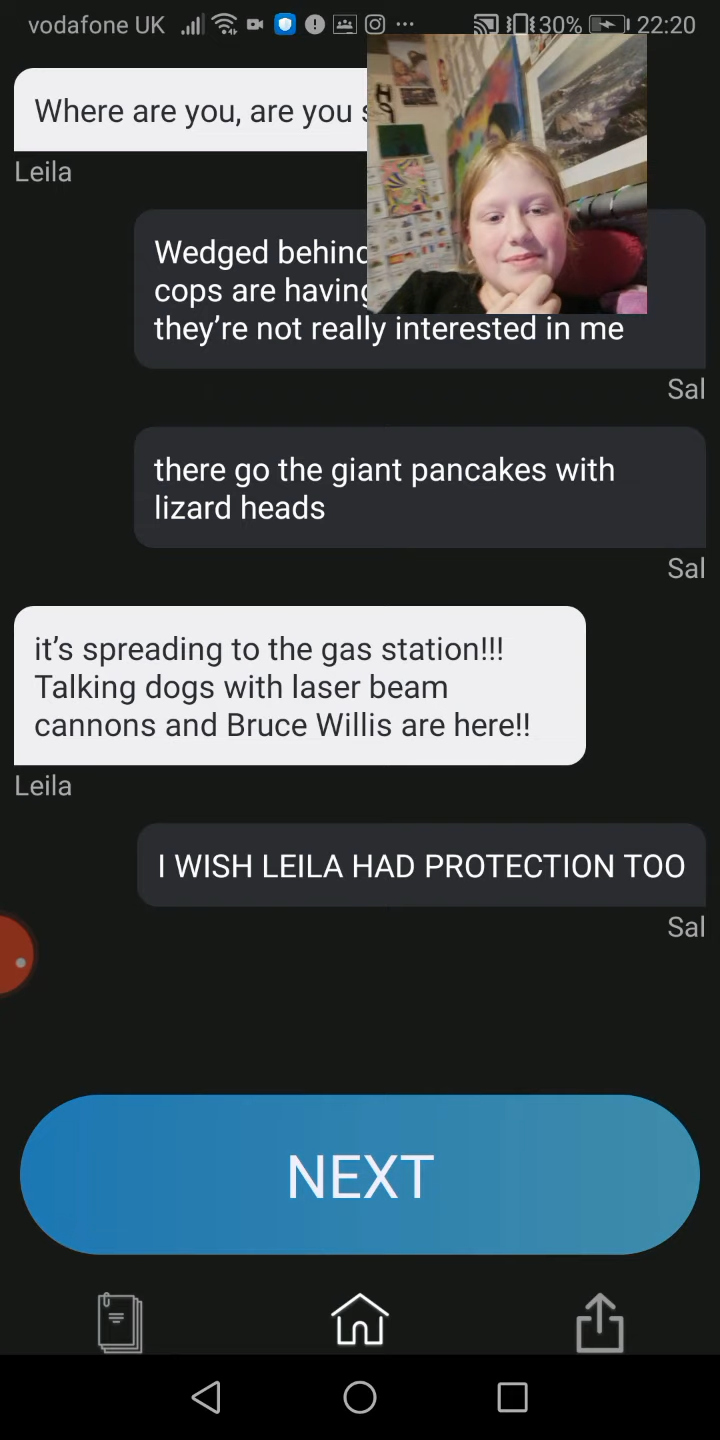 vodafone UK 30% 22:20
Where are you, are you
Leila
Wedged behind
cops are having
they’re not really interested in me
Sal
there go the giant pancakes with
lizard heads
Sal
it’s spreading to the gas station!!!
Talking dogs with laser beam
cannons and Bruce Willis are here!!
Leila
I WISH LEILA HAD PROTECTION TOO
Sal
NEXT